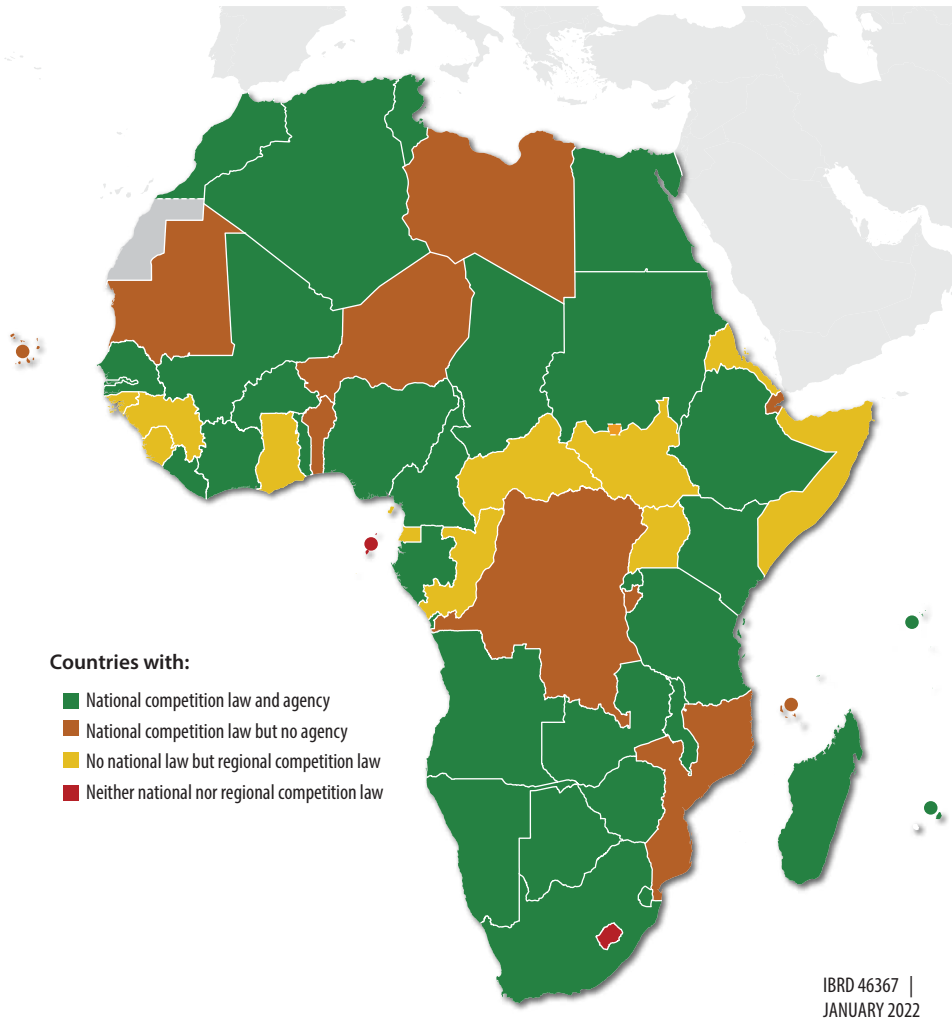 Countries with:
National competition law and agency
National competition law but no agency
No national law but regional competition law
Neither national nor regional competition law
IBRD 46367 |
JANUARY 2022